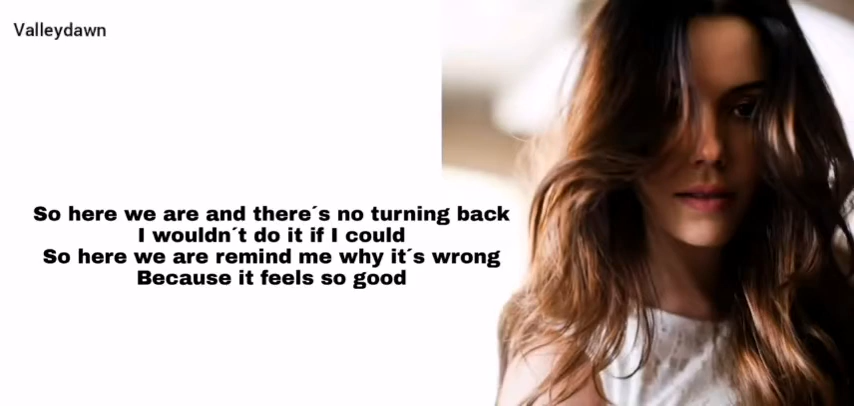 Valleydawn
So here we are and there´s no turning back
I wouldn´t do it if I could
So here we are remind me why it´s wrong
Because it feels so good